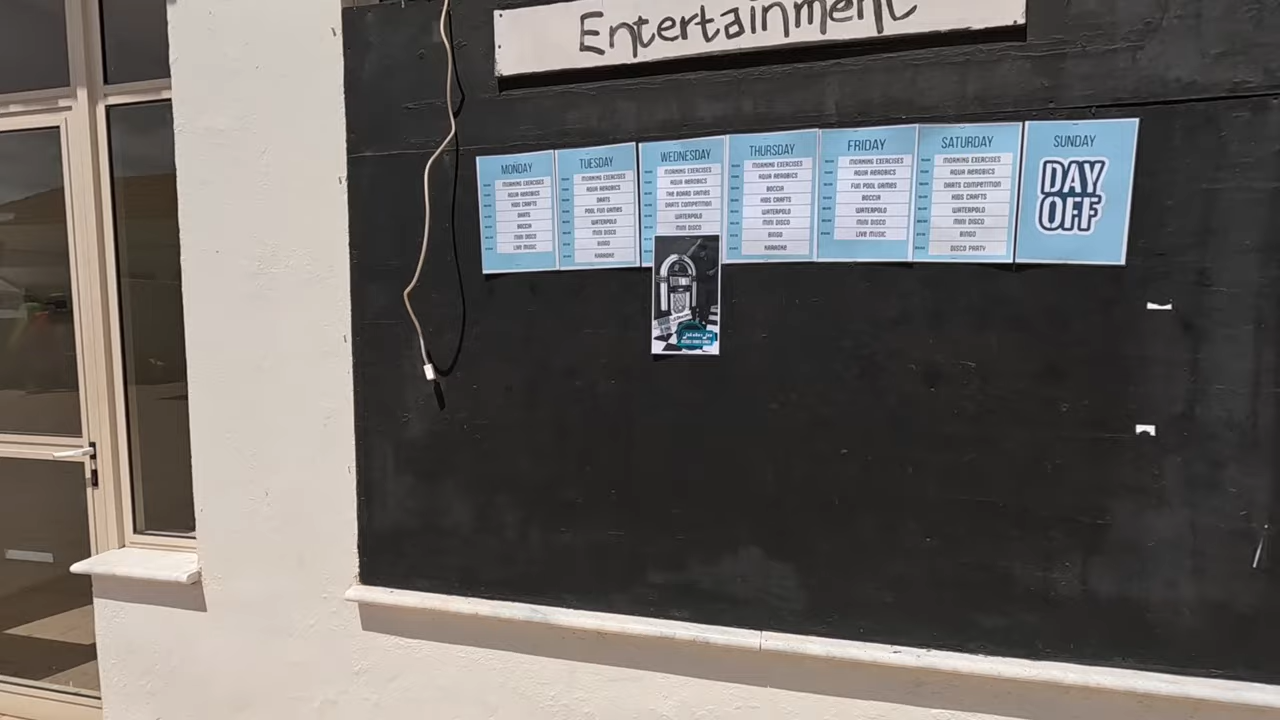 Entertainment
MONDAY
MORNING EXERCISES
AQUA AEROBICS
KIDS CRAFTS
DARTS
BOCCIA
MINI DISCO
LIVE MUSIC
TUESDAY
MORNING EXERCISES
AQUA AEROBICS
DARTS
POOL FUN GAMES
WATERPOLO
MINI DISCO
BINGO
KARAOKE
WEDNESDAY
MORNING EXERCISES
AQUA AEROBICS
THE BOARD GAMES
DARTS COMPETITION
WATERPOLO
MINI DISCO
THURSDAY
MORNING EXERCISES
AQUA AEROBICS
BOCCIA
KIDS CRAFTS
WATERPOLO
MINI DISCO
BINGO
KARAOKE
FRIDAY
MORNING EXERCISES
AQUA AEROBICS
FUN POOL GAMES
BOCCIA
WATERPOLO
MINI DISCO
LIVE MUSIC
SATURDAY
MORNING EXERCISES
AQUA AEROBICS
DARTS COMPETITION
KIDS CRAFTS
WATERPOLO
MINI DISCO
BINGO
DISCO PARTY
SUNDAY
DAY
OFF